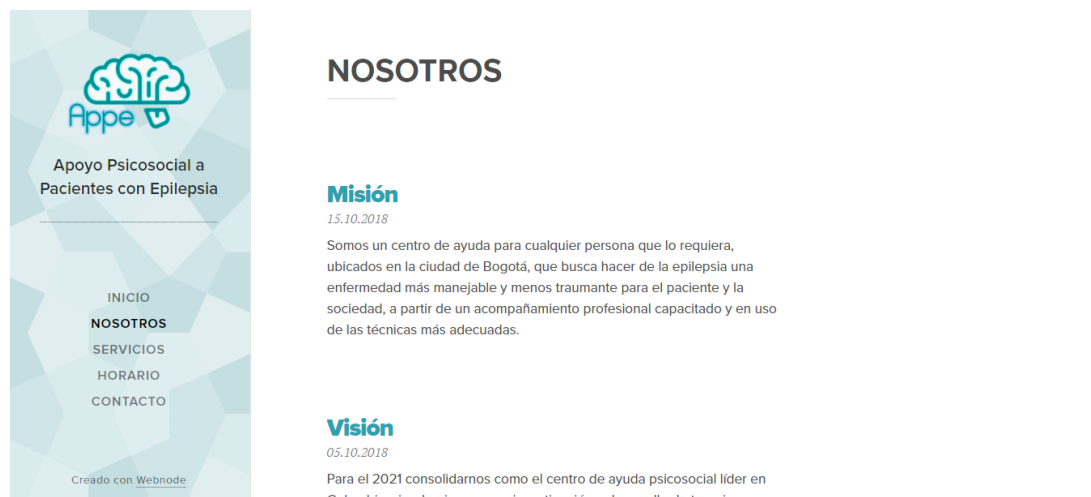 Appe
Apoyo Psicosocial a
Pacientes con Epilepsia
INICIO
NOSOTROS
SERVICIOS
HORARIO
CONTACTO
Creado con Webnode
NOSOTROS
Misión
15.10.2018
Somos un centro de ayuda para cualquier persona que lo requiera,
ubicados en la ciudad de Bogotá, que busca hacer de la epilepsia una
enfermedad más manejable y menos traumante para el paciente y la
sociedad, a partir de un acompañamiento profesional capacitado y en uso
de las técnicas más adecuadas.
Visión
05.10.2018
Para el 2021 consolidarnos como el centro de ayuda psicosocial líder en